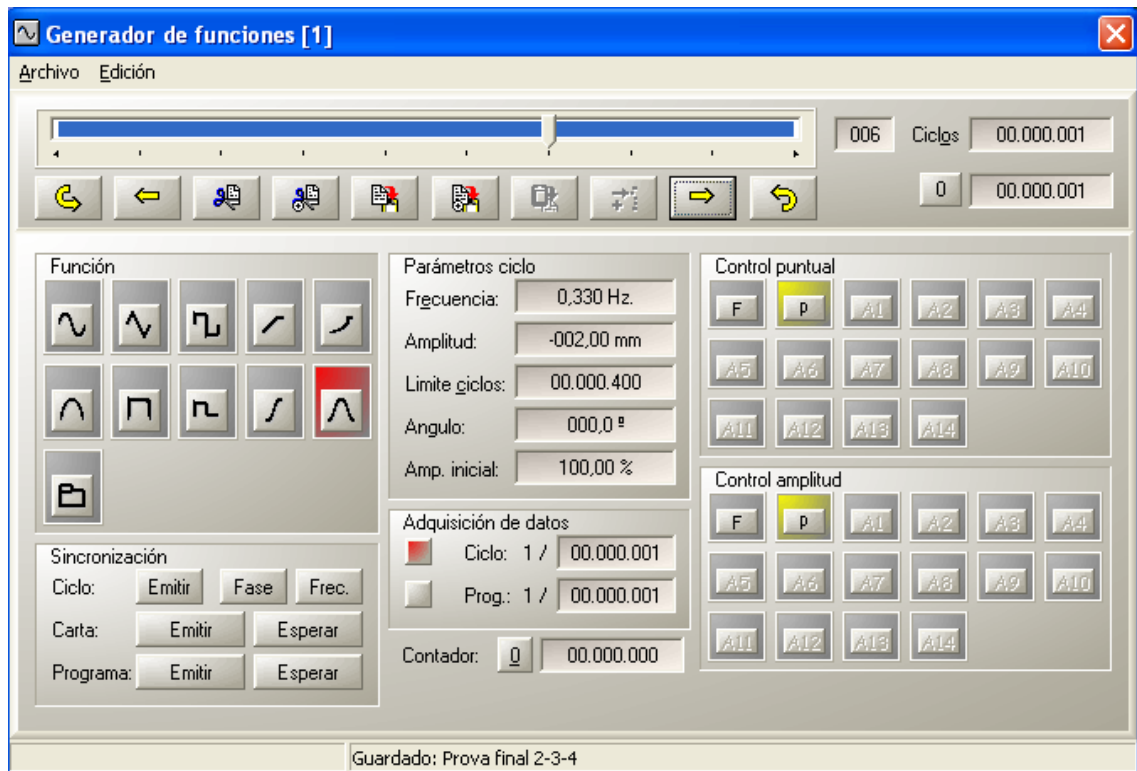 Generador de funciones [1]
Archivo Edición
006 Ciclos 00.000.001
0 00.000.001
Función
Parámetros ciclo
Frecuencia: 0,330 Hz.
Amplitud: -002,00 mm
Limite ciclos: 00.000.400
Angulo: 000,0 º
Amp. inicial: 100,00 %
Control puntual
F P A1 A2 A3 A4
A5 A6 A7 A8 A9 A10
A11 A12 A13 A14
Control amplitud
F P A1 A2 A3 A4
A5 A6 A7 A8 A9 A10
A11 A12 A13 A14
Sincronización
Ciclo: Emitir Fase Frec.
Carta: Emitir Esperar
Programa: Emitir Esperar
Adquisición de datos
Ciclo: 1 / 00.000.001
Prog.: 1 / 00.000.001
Contador: 0 00.000.000
Guardado: Prova final 2-3-4